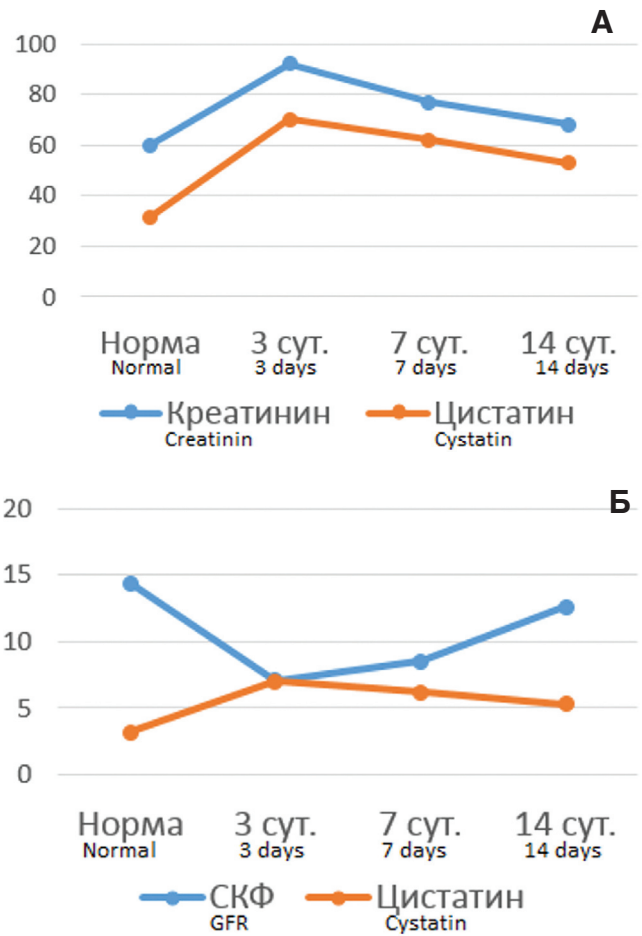 А
100
80
60
40
20
0
Норма 3 сут. 7 сут. 14 сут.
Normal 3 days 7 days 14 days
Креатинин Цистатин
Creatinin Cystatin
Б
20
15
10
5
0
Норма 3 сут. 7 сут. 14 сут.
Normal 3 days 7 days 14 days
СКФ Цистатин
GFR Cystatin